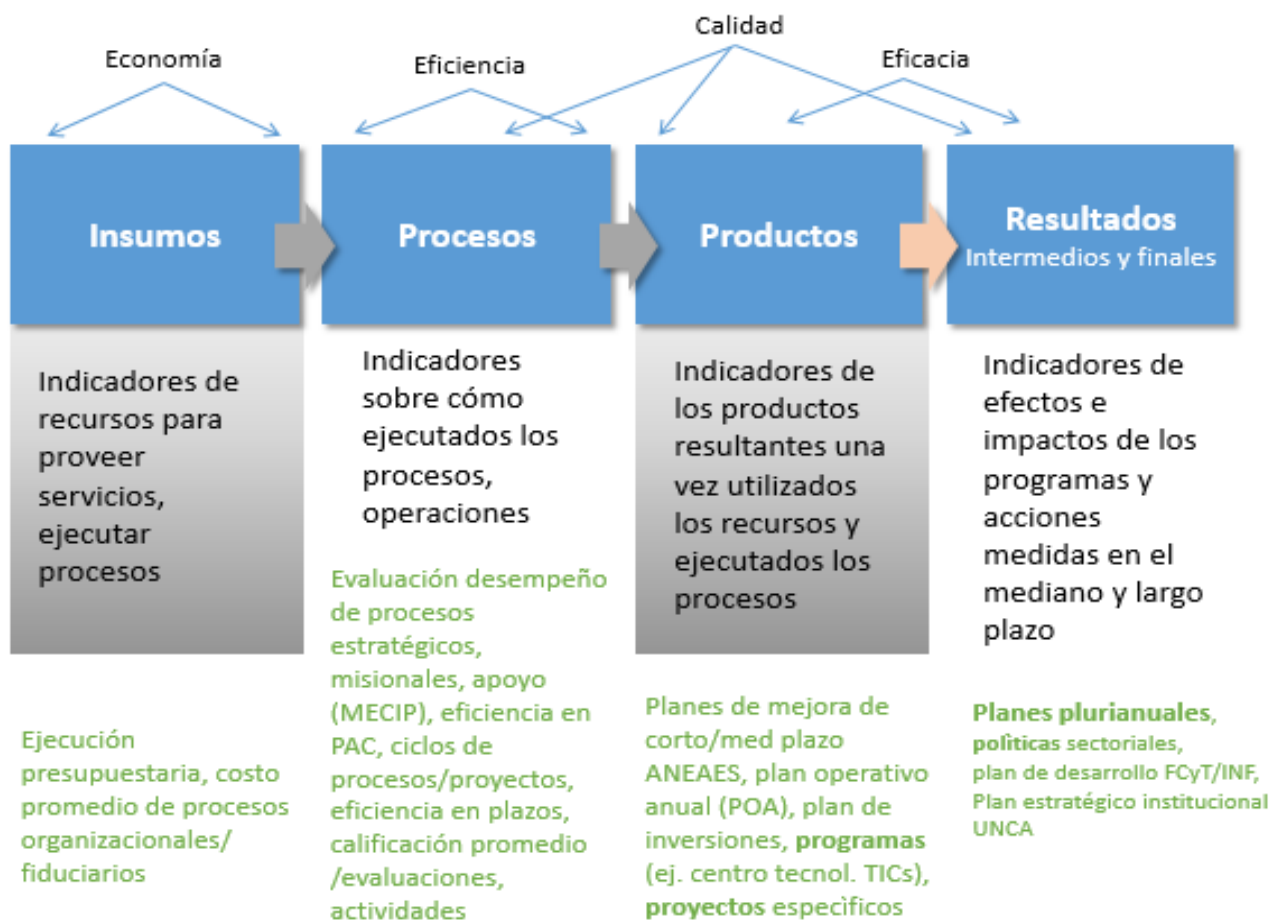 Calidad
Economía
Eficiencia
Eficacia
Insumos
Procesos
Productos
Resultados
Intermedios y finales
Indicadores de
recursos para
proveer
servicios,
ejecutar
procesos
Indicadores
sobre cómo
ejecutados los
procesos,
operaciones
Indicadores de
los productos
resultantes una
vez utilizados
los recursos y
ejecutados los
procesos
Indicadores de
efectos e
impactos de los
programas y
acciones
medidas en el
mediano y largo
plazo
Ejecución
presupuestaria, costo
promedio de procesos
organizacionales/
fiduciarios
Evaluación desempeño
de procesos
estratégicos,
misionales, apoyo
(MECIP), eficiencia en
PAC, ciclos de
procesos/proyectos,
eficiencia en plazos,
calificación promedio
/evaluaciones,
actividades
Planes de mejora de
corto/med plazo
ANEAES, plan operativo
anual (POA), plan de
inversiones, programas
(ej. centro tecnol. TICs),
proyectos especìficos
Planes plurianuales,
polìticas sectoriales,
plan de desarrollo FCyT/INF,
Plan estratégico institucional
UNCA